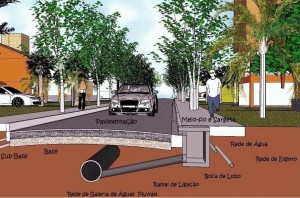 Pavimentação
Meio-fio e Sarjeta
Sub Base
Base
Rede de Água
Rede de Esgoto
Boca de Lobo
Ramal de Ligação
Rede de Galeria de Águas Pluviais